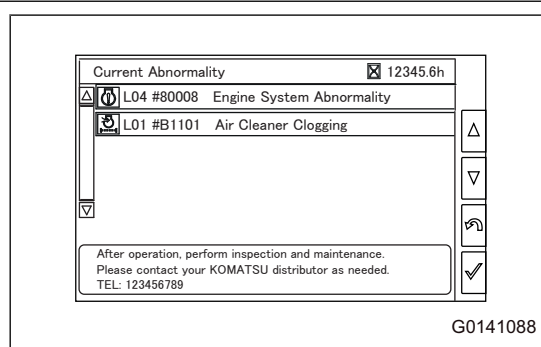 Current Abnormality 12345.6h
L04 #80008 Engine System Abnormality
L01 #B1101 Air Cleaner Clogging
After operation, perform inspection and maintenance.
Please contact your KOMATSU distributor as needed.
TEL: 123456789
G0141088